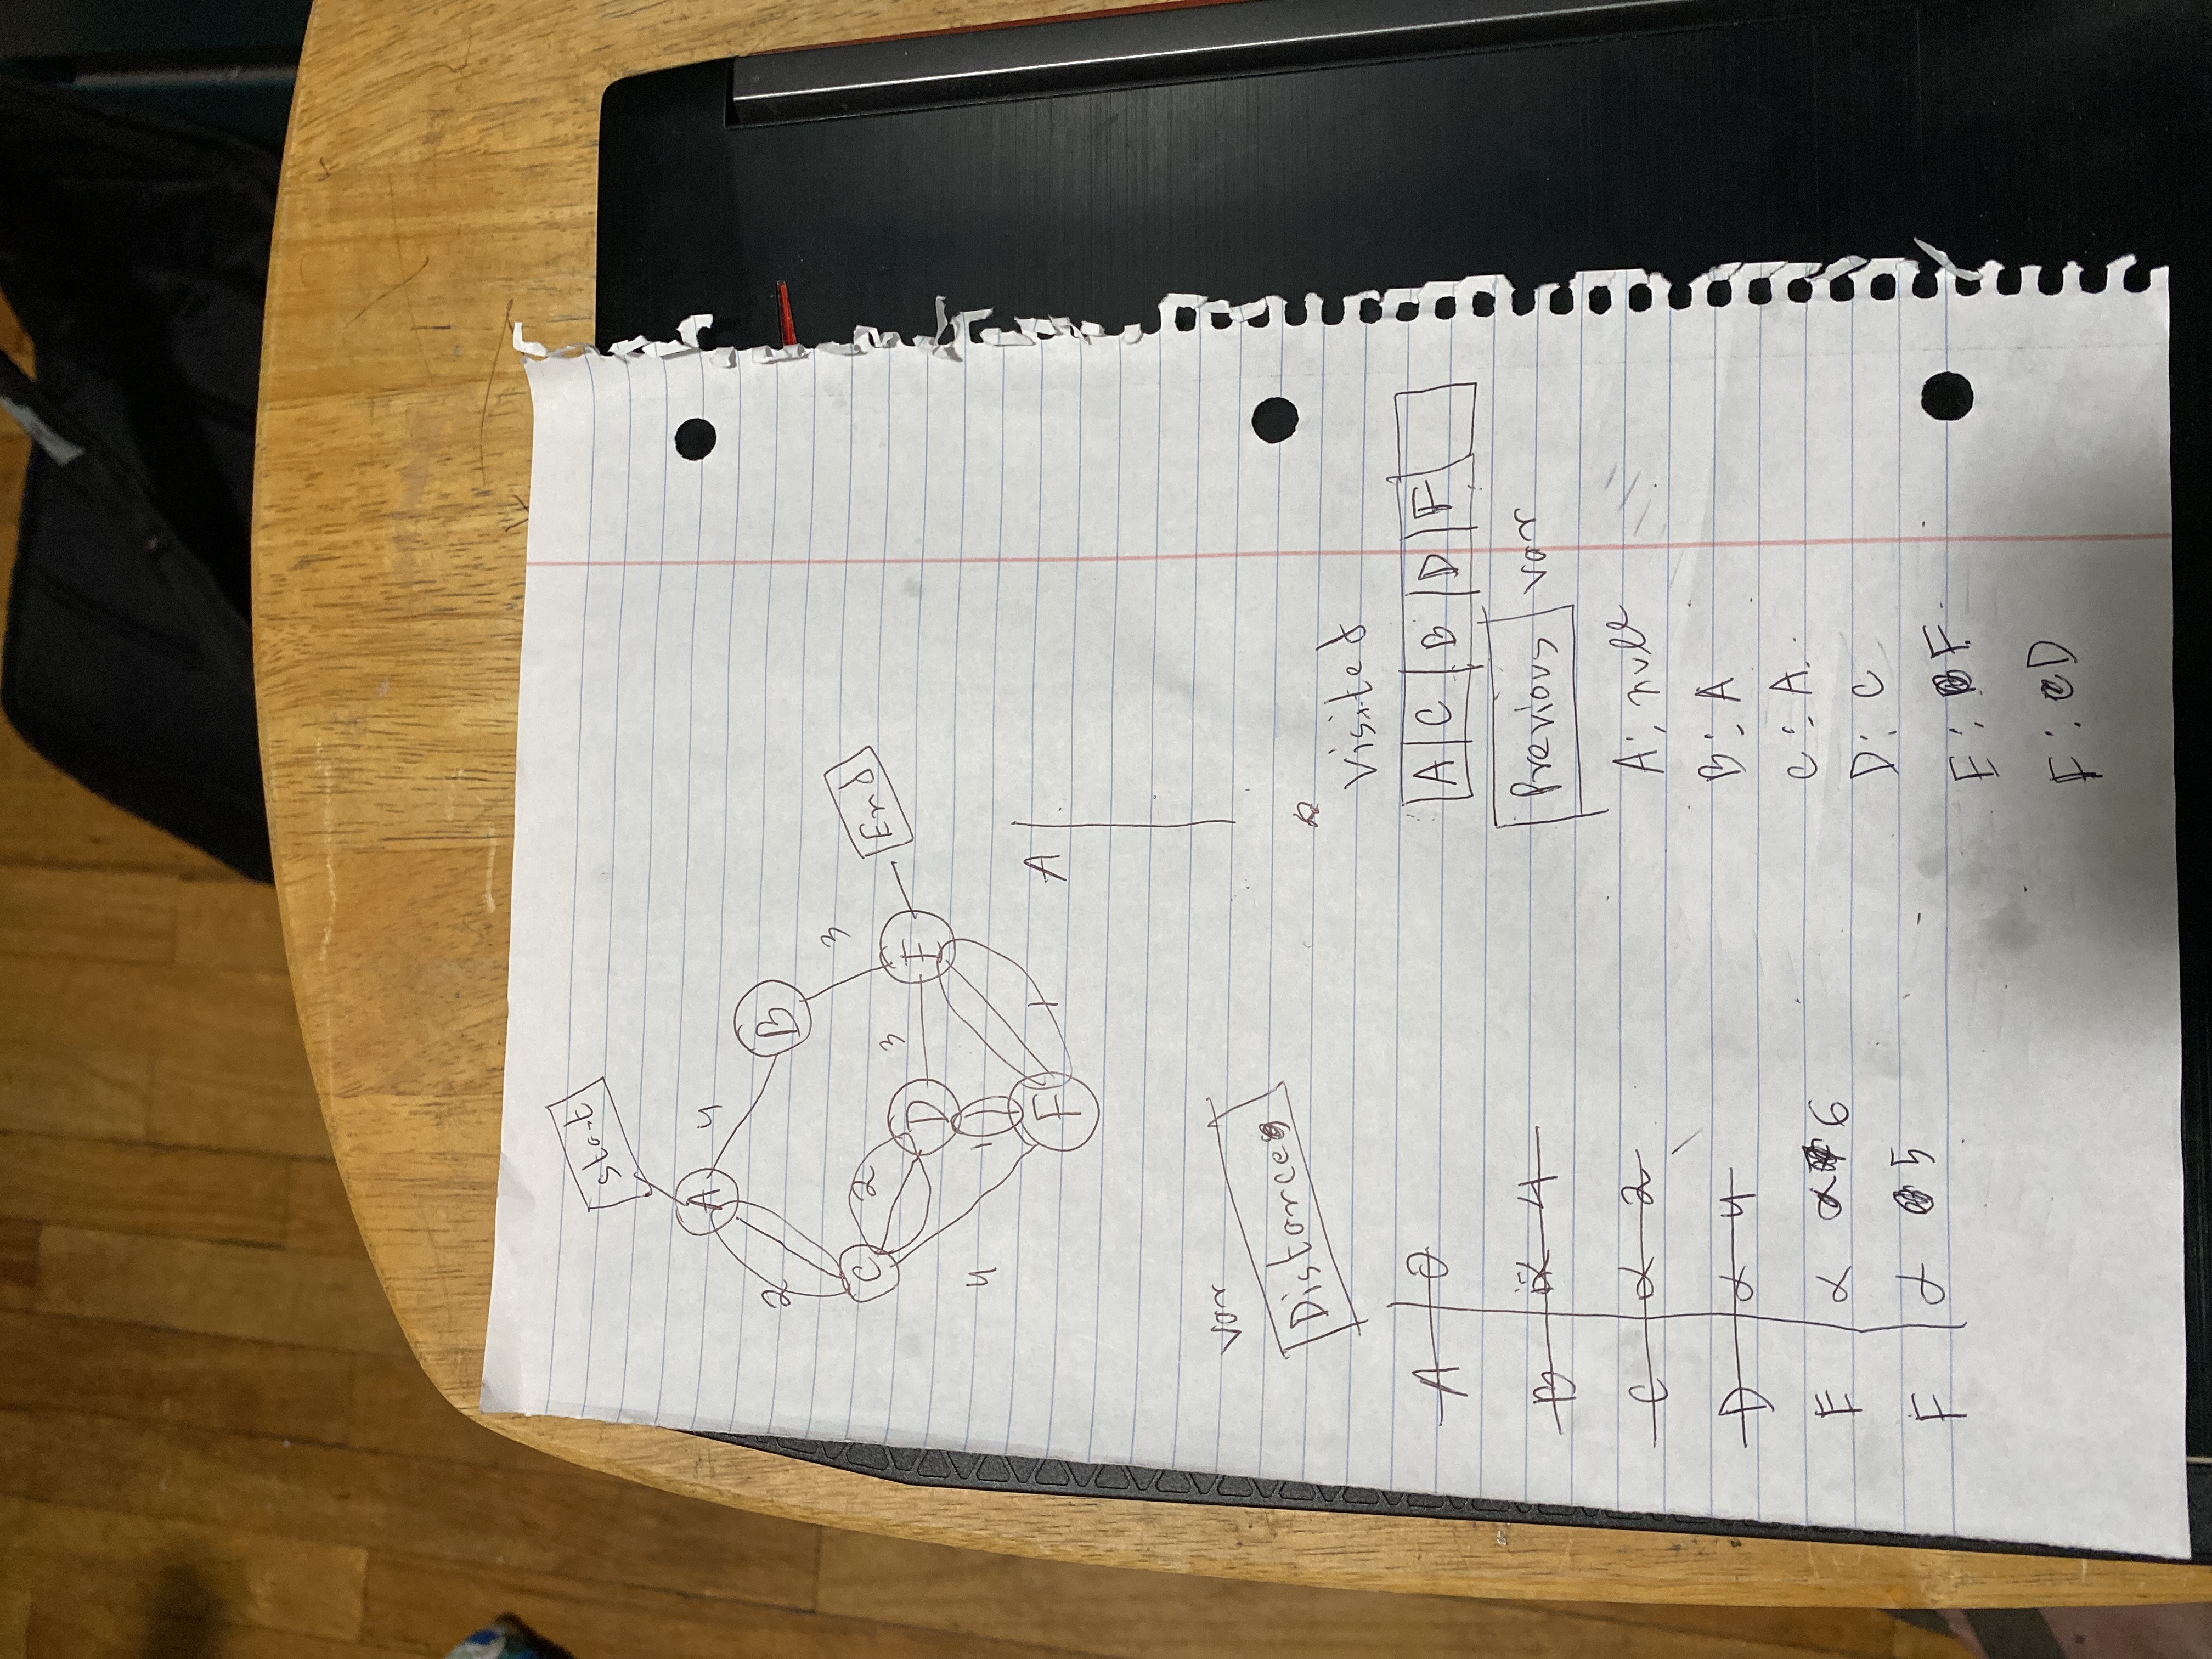 Start
A 4
2 B
3
C 2 End
3
D E
4 1
F 1 A
var
Distances
Visited
A 0
A C B D F
B α 4
Previous var
C α 2
A: null
D α 4
B: A
C: A
E α α 7 6
D: C
F α 5
E: B F
F: C D